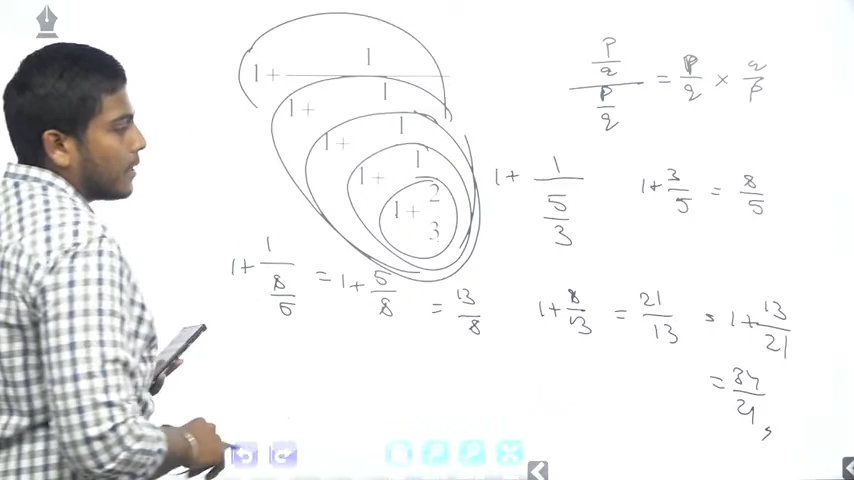 1 + 1
1 + 1
1 + 1
1 + 1
1 + 2
3
P/q / P/q = P/q × q/P
1 + 1 / 5/3
1 + 3/5 = 8/5
1 + 1 / 8/5 = 1 + 5/8 = 13/8
1 + 8/13 = 21/13 = 1 + 13/21
= 34/21